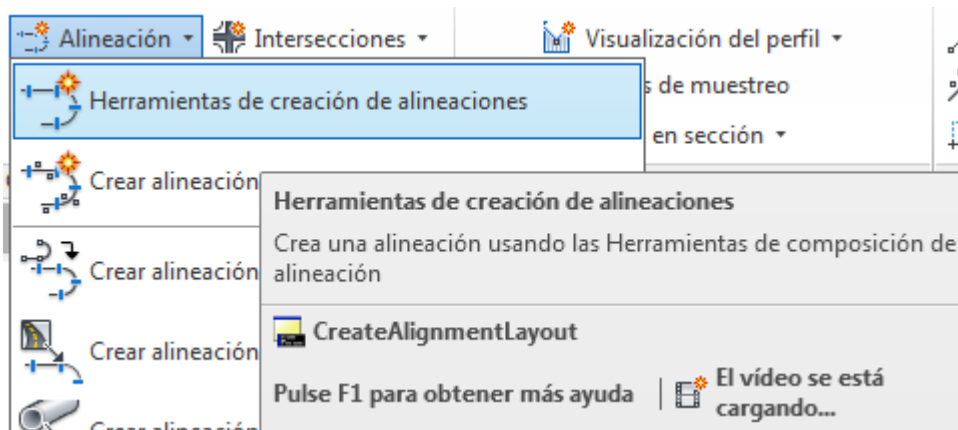 Alineación Intersecciones Visualización del perfil
Herramientas de creación de alineaciones
s de muestreo
en sección
Crear alineación
Herramientas de creación de alineaciones
Crea una alineación usando las Herramientas de composición de
alineación
Crear alineación
CreateAlignmentLayout
Crear alineación
Pulse F1 para obtener más ayuda El vídeo se está
cargando...
Crear alineación